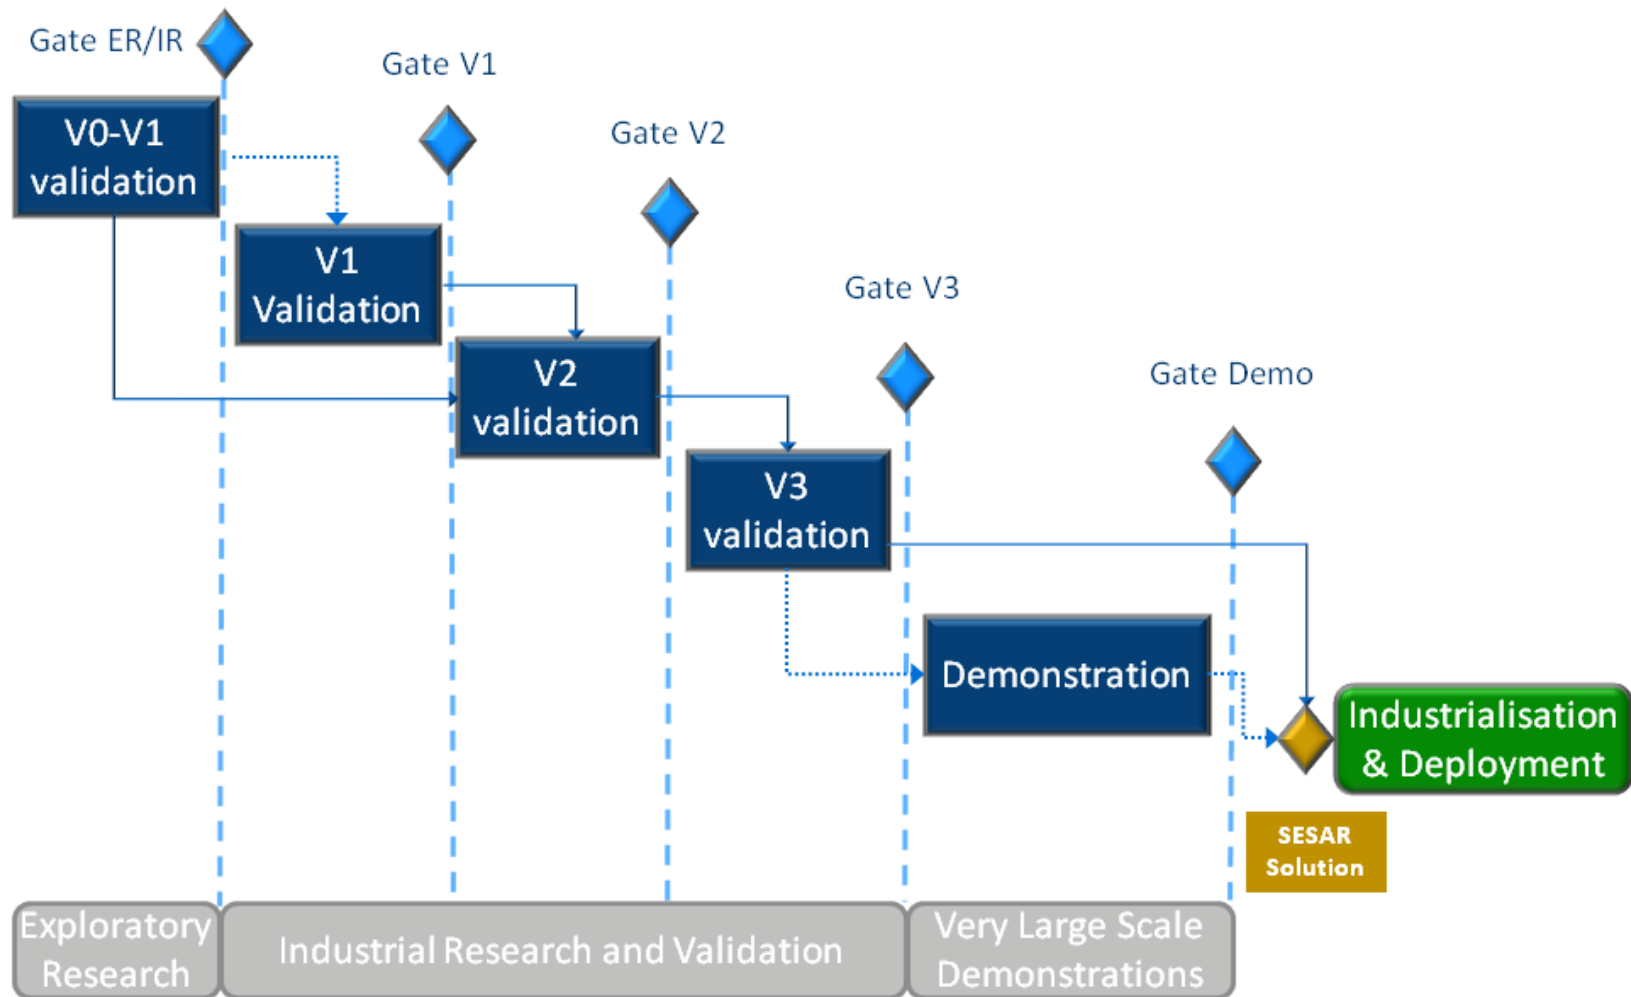 Gate ER/IR
Gate V1
V0-V1
validation
Gate V2
V1
Validation
Gate V3
V2
validation
Gate Demo
V3
validation
Demonstration
Industrialisation
& Deployment
SESAR
Solution
Exploratory
Research
Industrial Research and Validation
Very Large Scale
Demonstrations